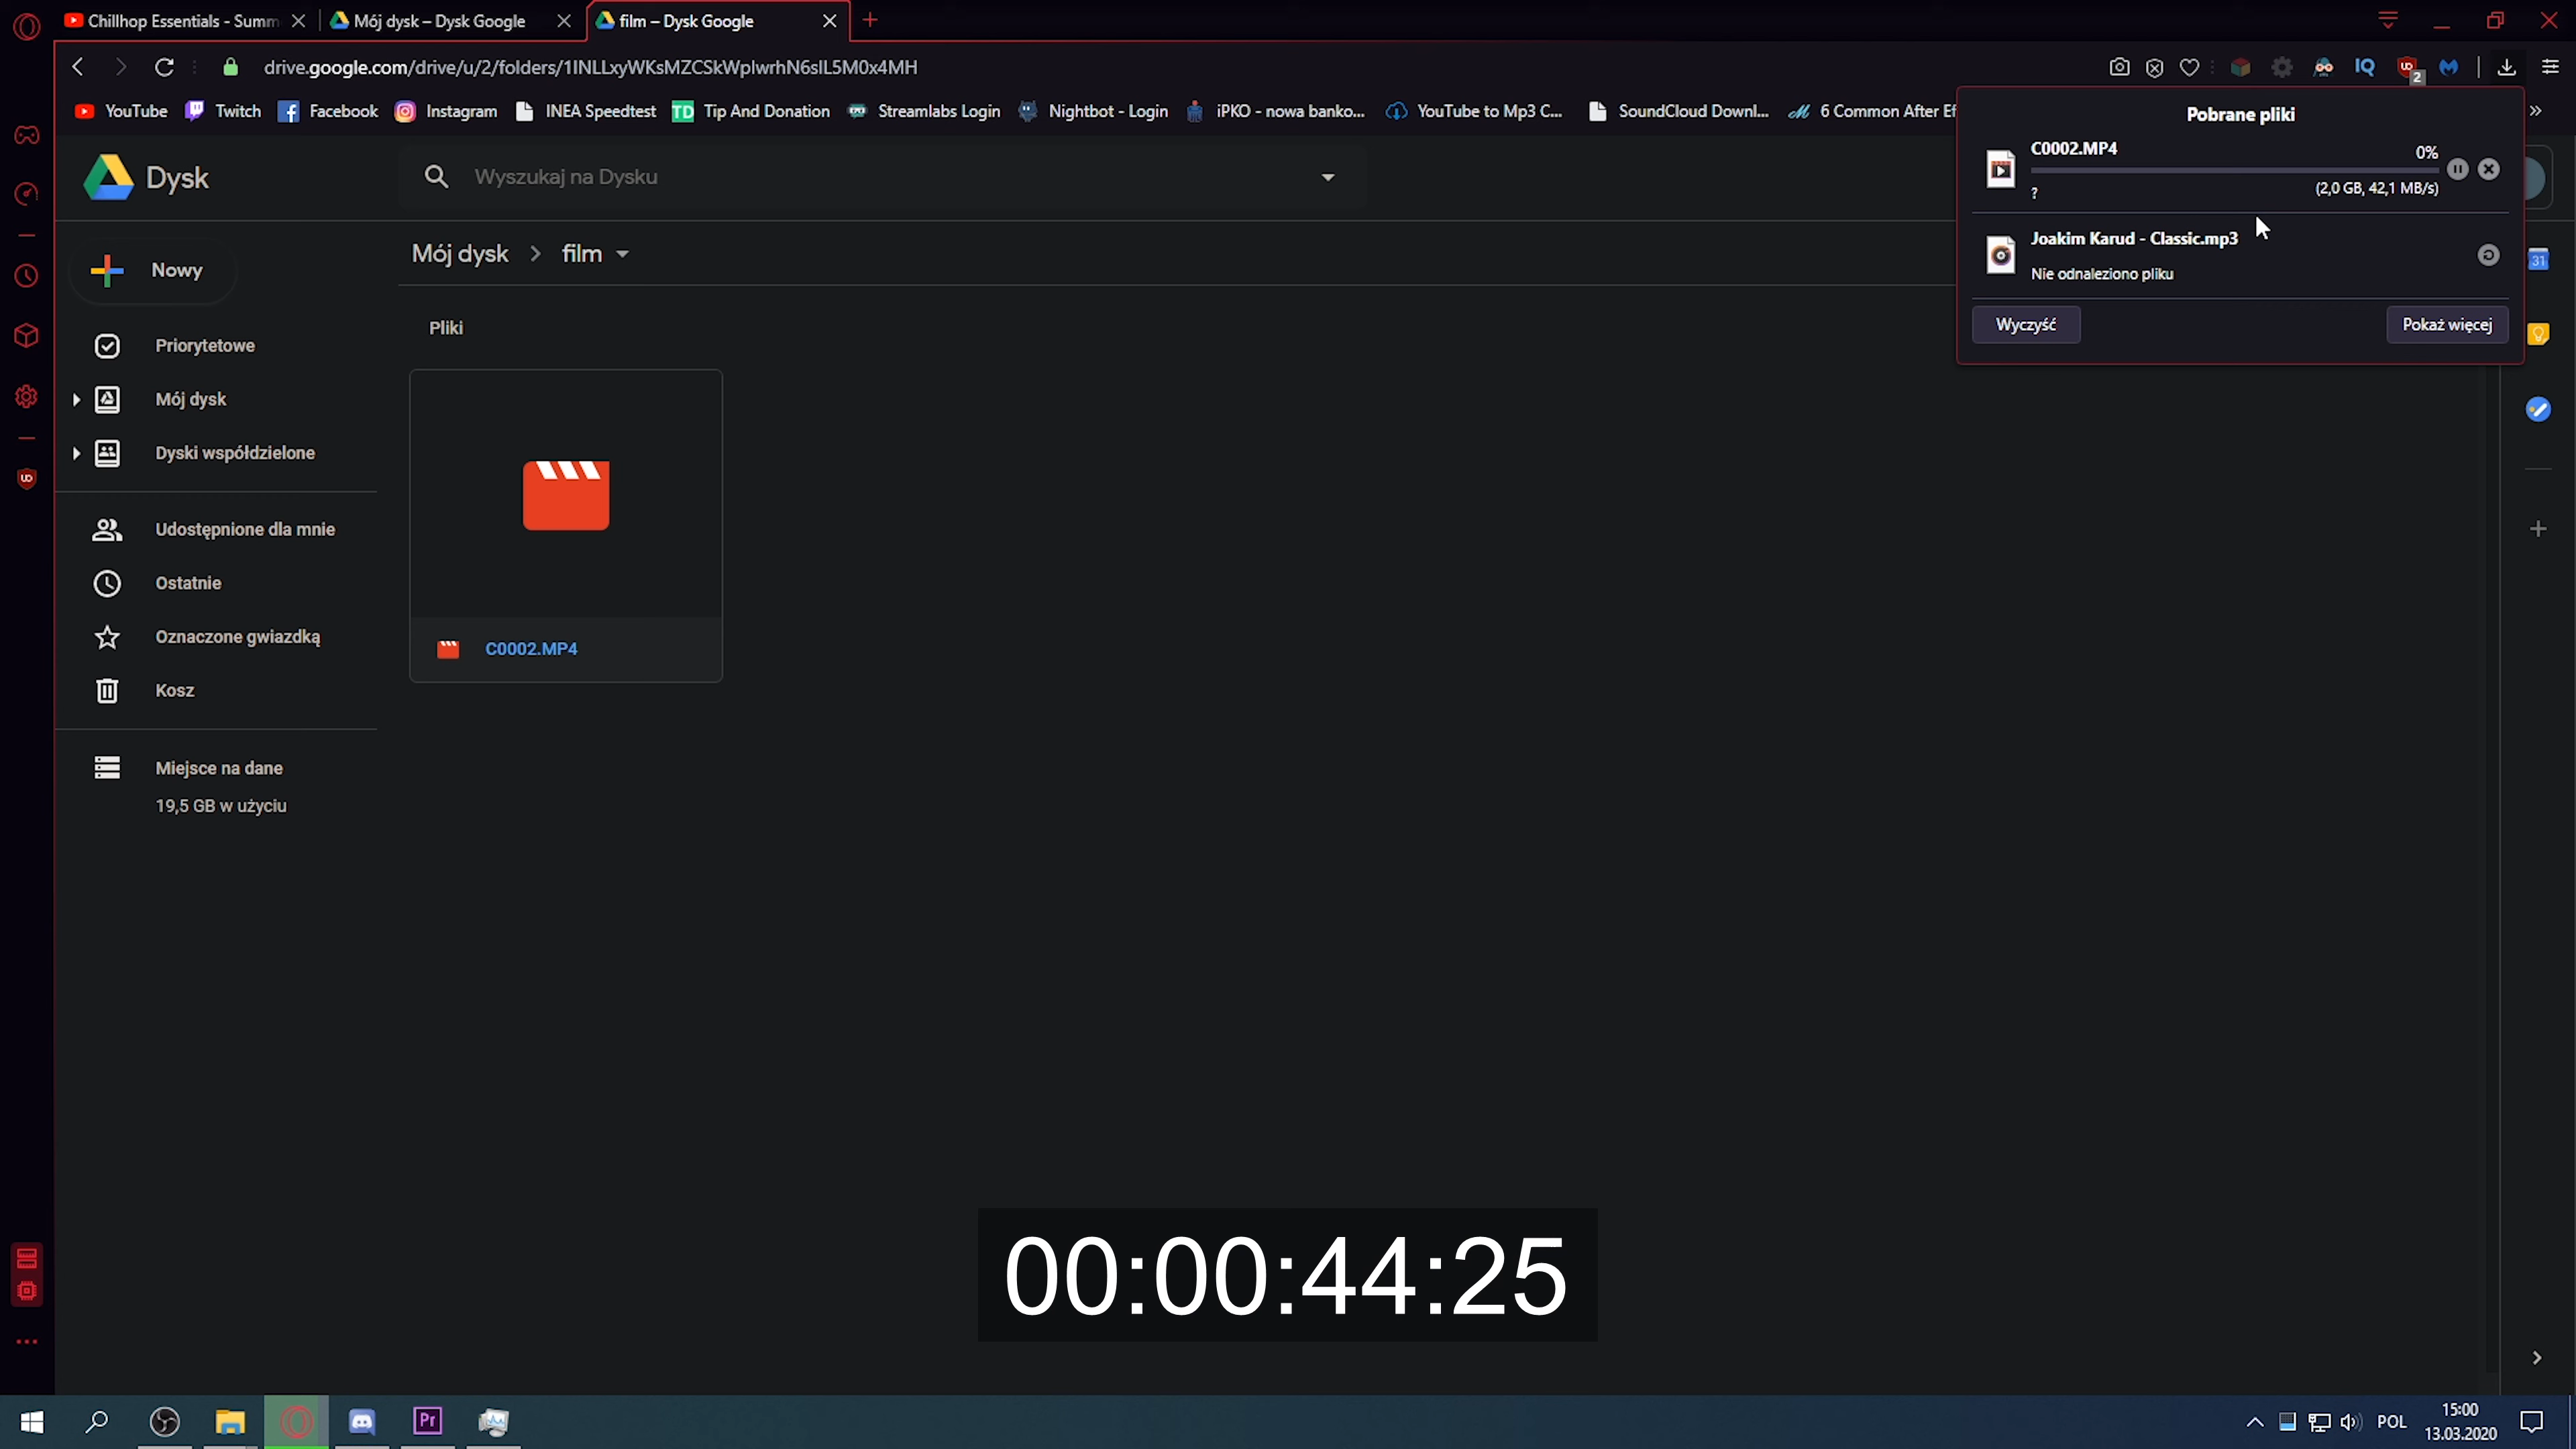 Chillhop Essentials - Summ
Mój dysk – Dysk Google
film – Dysk Google
drive.google.com/drive/u/2/folders/1INLLxyWKsMZCSkWpIwrhN6sIL5M0x4MH
IQ
2
YouTube
Twitch
Facebook
Instagram
INEA Speedtest
TD Tip And Donation
Streamlabs Login
Nightbot - Login
iPKO - nowa banko...
YouTube to Mp3 C...
SoundCloud Downl...
6 Common After Ef
Pobrane pliki
C0002.MP4
0%
?
(2,0 GB, 42,1 MB/s)
Joakim Karud - Classic.mp3
Nie odnaleziono pliku
Wyczyść
Pokaż więcej
Dysk
Wyszukaj na Dysku
Mój dysk > film
Nowy
Pliki
Priorytetowe
Mój dysk
Dyski współdzielone
Udostępnione dla mnie
Ostatnie
Oznaczone gwiazdką
Kosz
Miejsce na dane
19,5 GB w użyciu
C0002.MP4
31
00:00:44:25
Pr
POL
15:00
13.03.2020